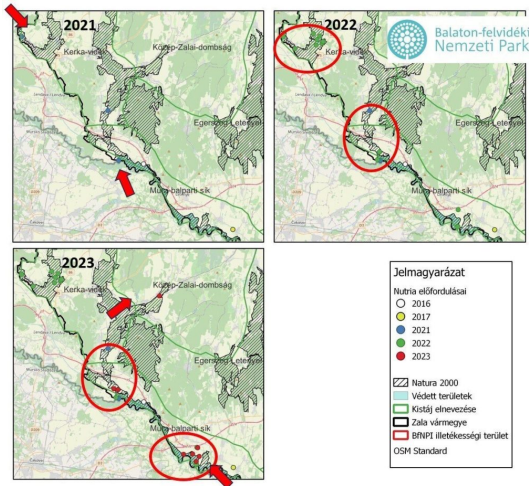 2021
Kerka-vidék
Közép-Zalai-dombság
Egerszeg-Letenyei
Mura-balparti sík
2022
Balaton-felvidéki
Nemzeti Park
Kerka-vidék
Egerszeg-Letenyei
Mura-balparti sík
2023
Kerka-vidék
Közép-Zalai-dombság
Egerszeg-Letenyei
Mura-balparti sík
Jelmagyarázat
Nutria előfordulásai
2016
2017
2021
2022
2023
Natura 2000
Védett területek
Kistáj elnevezése
Zala vármegye
BfNPI illetékességi terület
OSM Standard